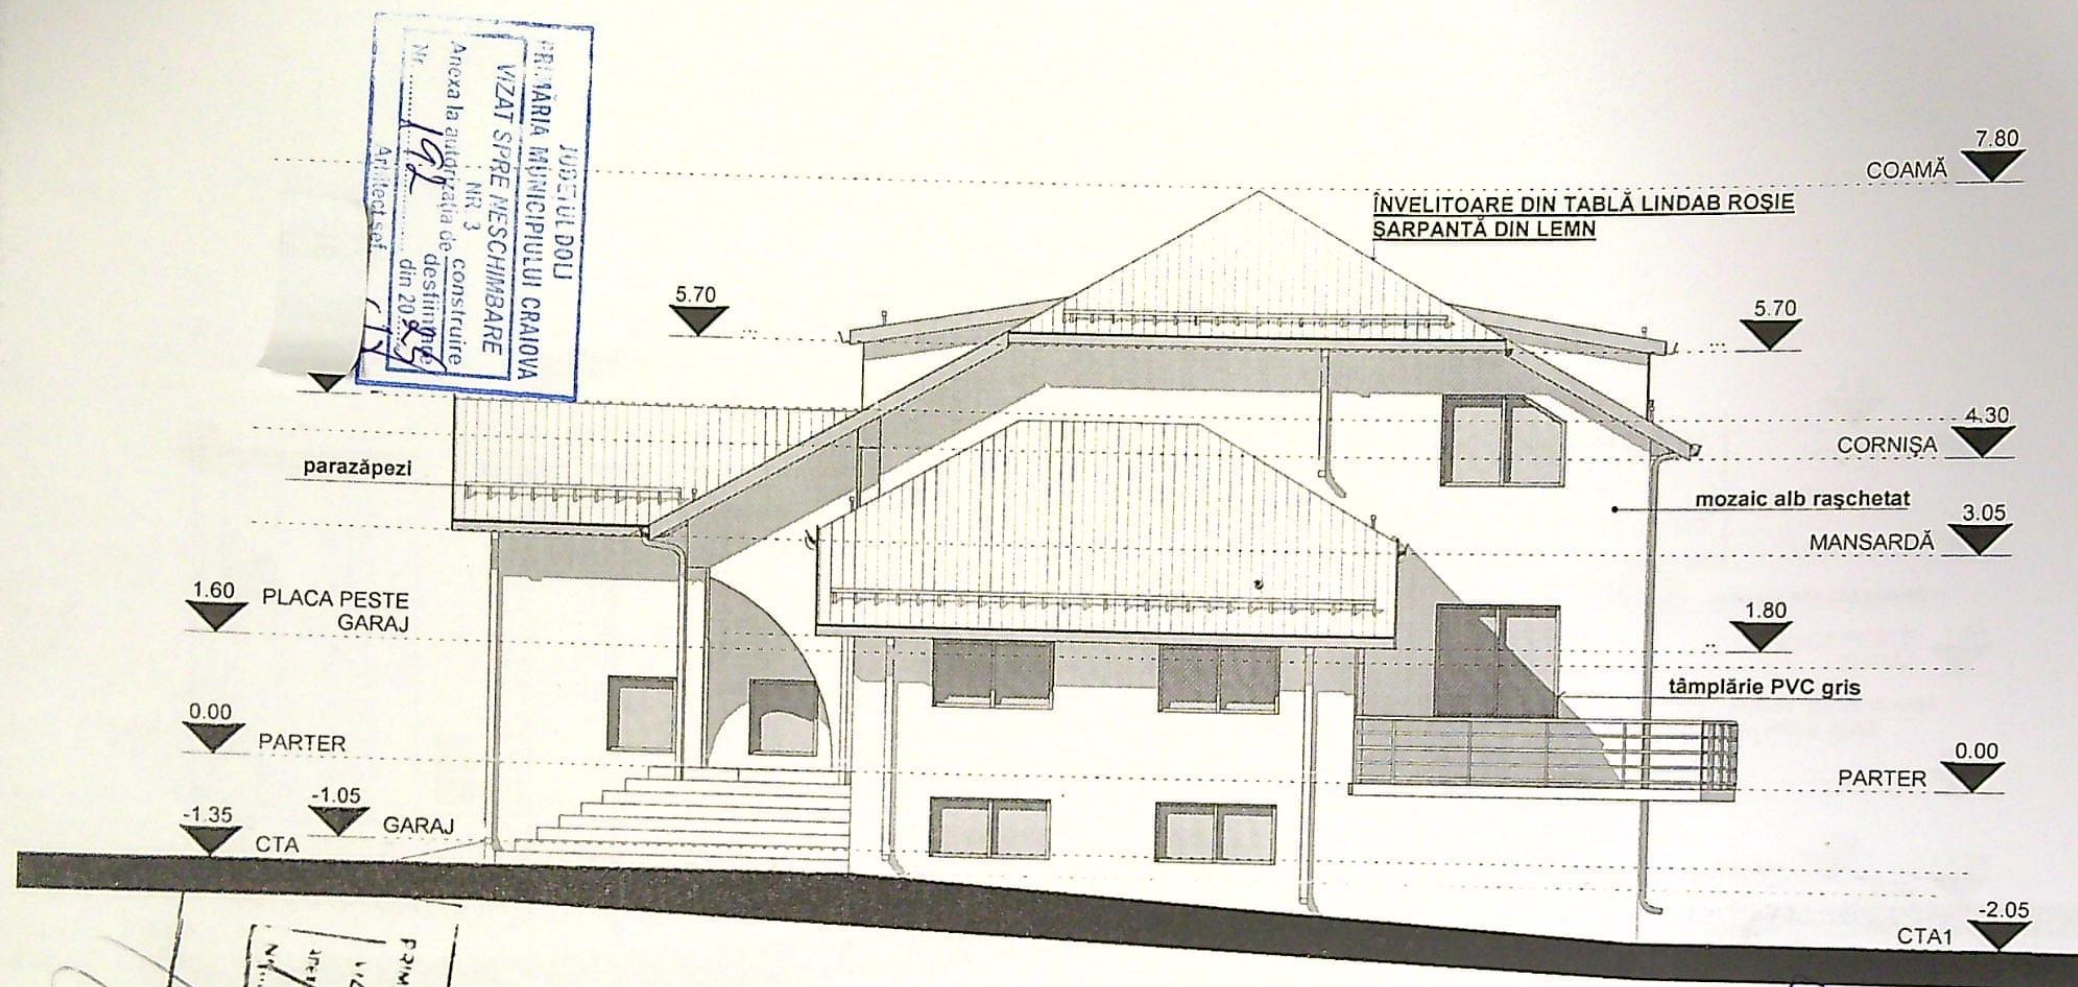 JUDEȚUL DOLJ
PRIMĂRIA MUNICIPIULUI CRAIOVA
VIZAT SPRE NESCHIMBARE
NR. 3
Anexa la autorizația de construire
desființare
Nr. 192 din 20
Arhitect șef
7.80
COAMĂ
ÎNVELITOARE DIN TABLĂ LINDAB ROȘIE
ȘARPANTĂ DIN LEMN
5.70
5.70
4.30
CORNIȘA
parazăpezi
mozaic alb rașchetat
3.05
MANSARDĂ
1.60 PLACA PESTE
GARAJ
1.80
tâmplărie PVC gris
0.00
PARTER
0.00
PARTER
-1.05
GARAJ
-1.35
CTA
-2.05
CTA1